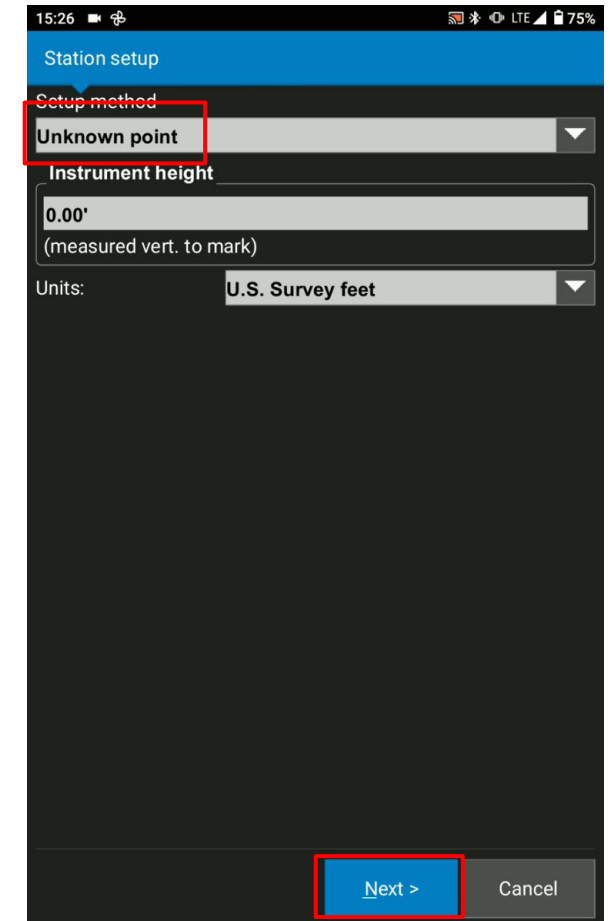 15:26 LTE 75%
Station setup
Setup method
Unknown point
Instrument height
0.00'
(measured vert. to mark)
Units: U.S. Survey feet
Next > Cancel